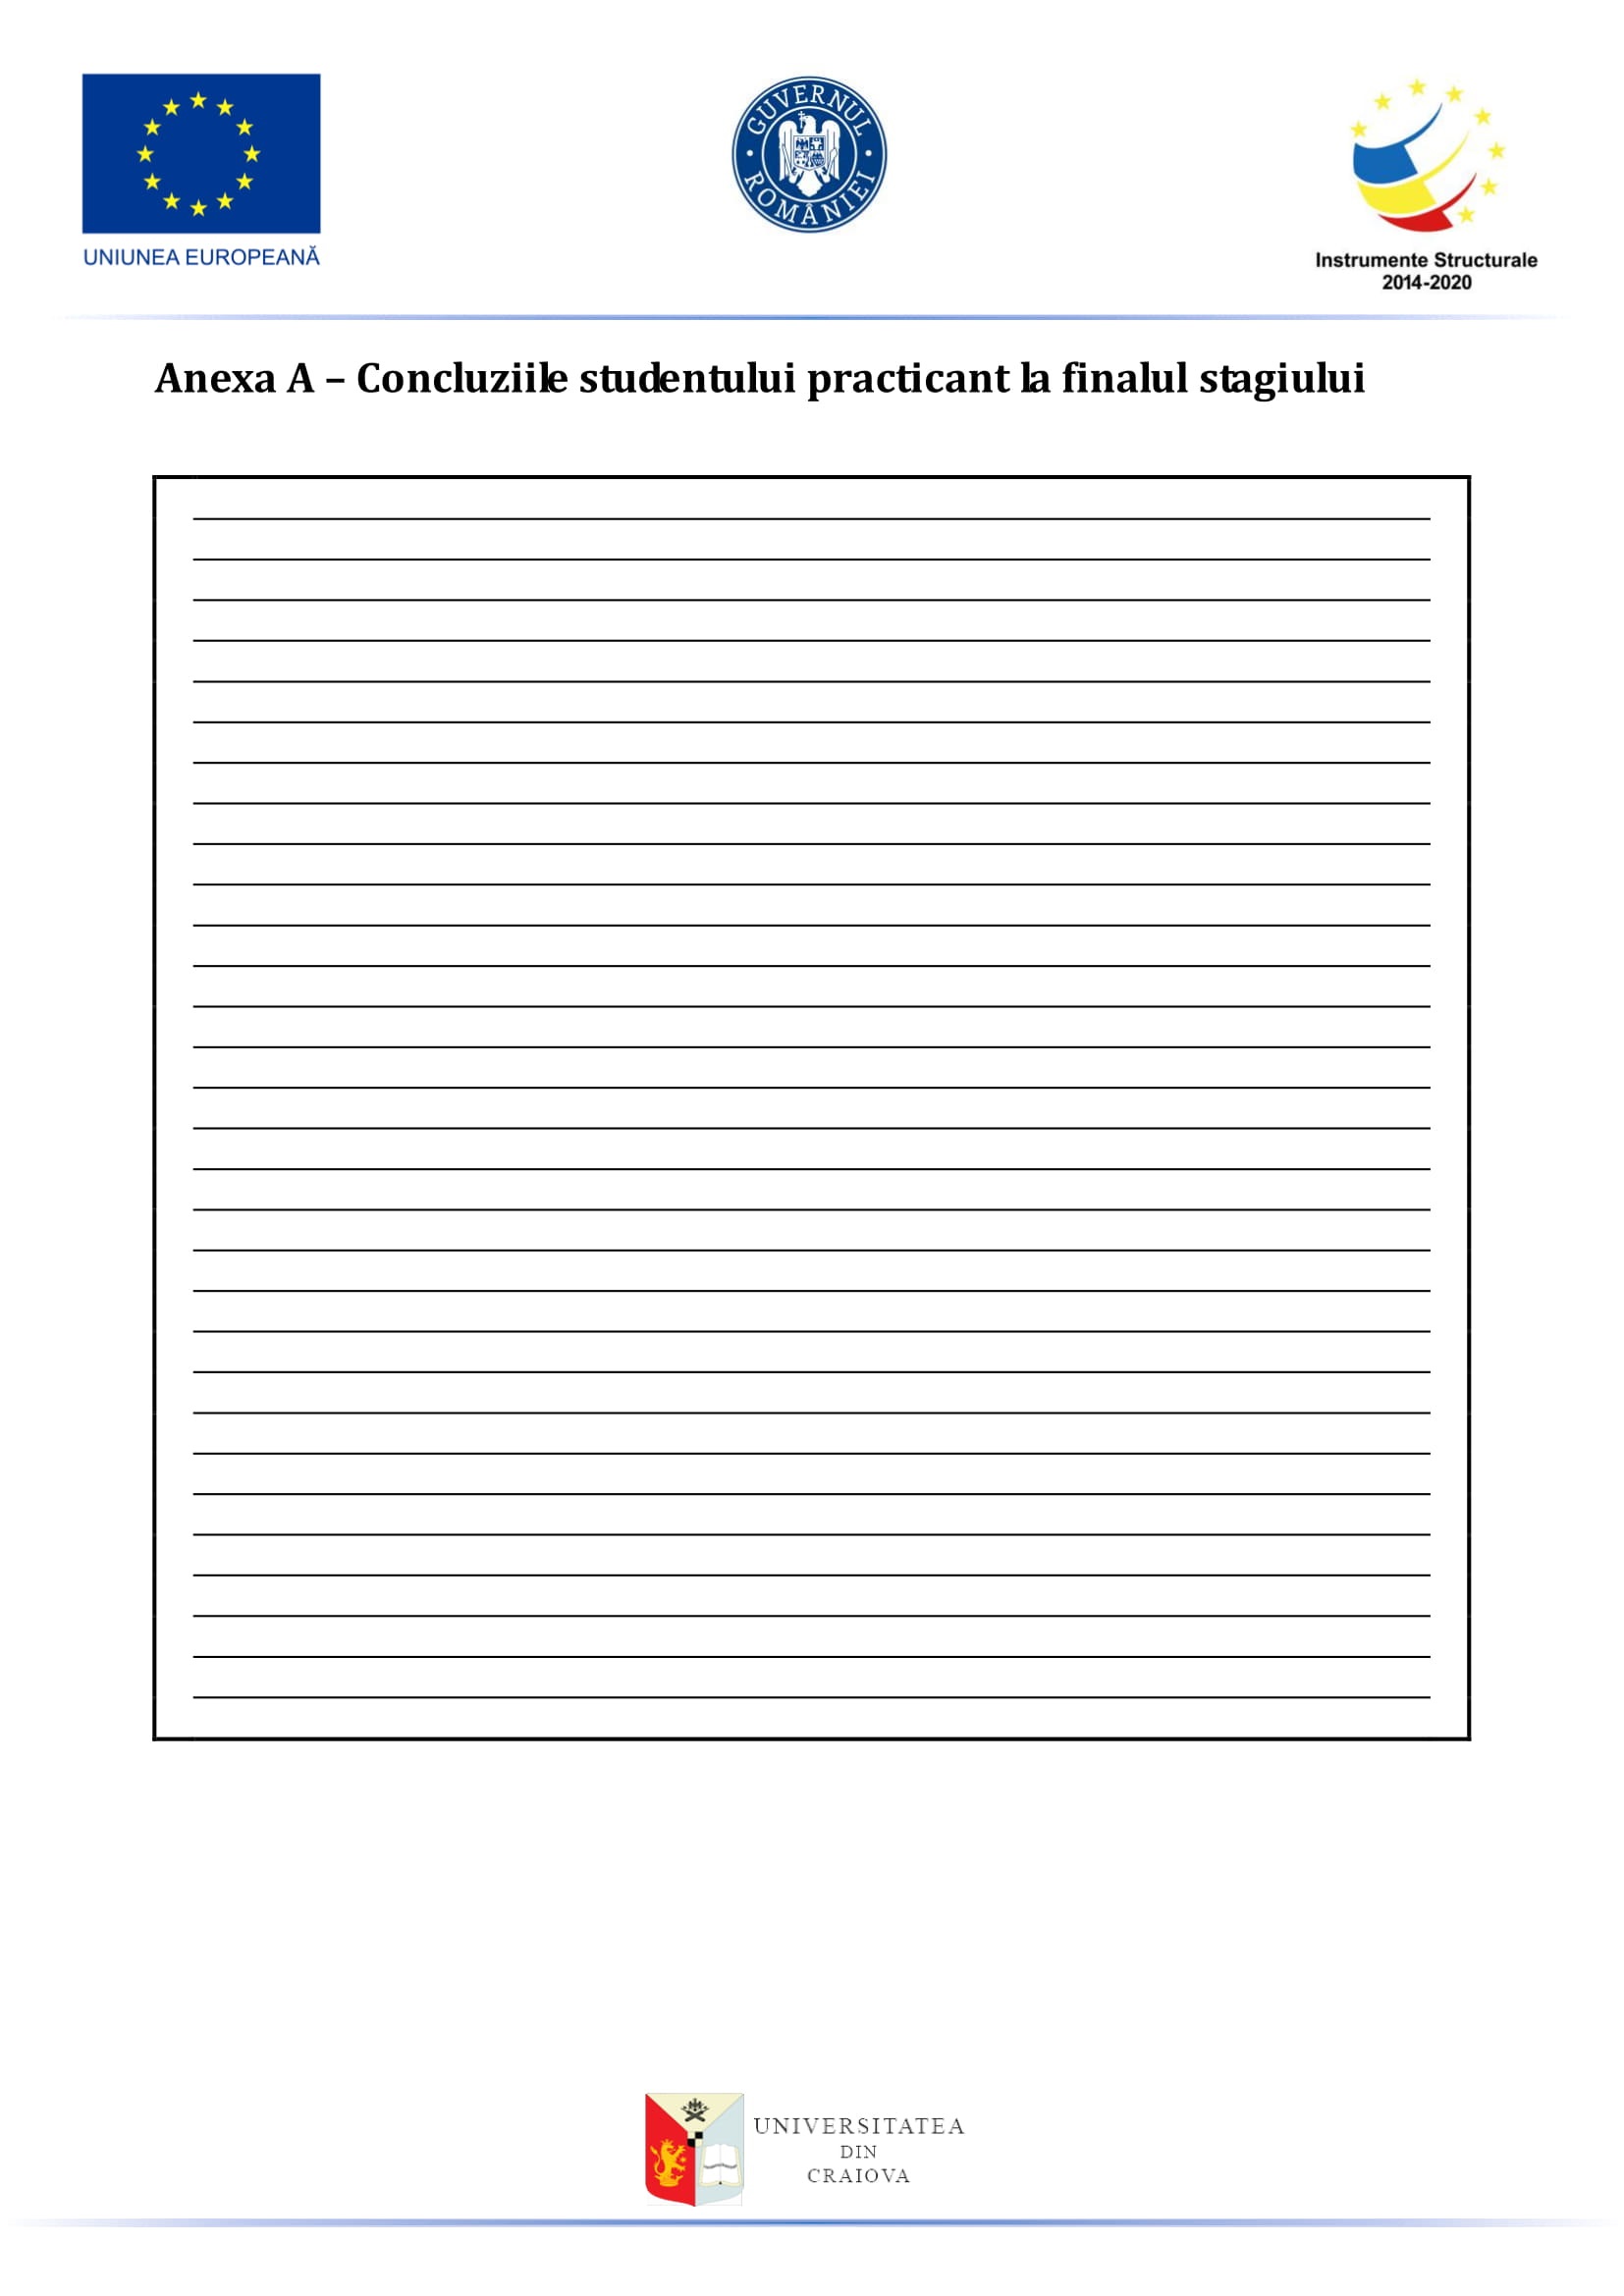 UNIUNEA EUROPEANĂ
GUVERNUL
ROMÂNIEI
Instrumente Structurale
2014-2020
Anexa A – Concluziile studentului practicant la finalul stagiului
UNIVERSITATEA
DIN
CRAIOVA